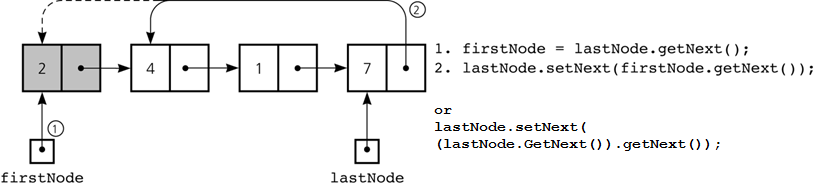 ②
1. firstNode = lastNode.getNext();
2 4 1 7
2. lastNode.setNext(firstNode.getNext());
or
①
lastNode.setNext(
(lastNode.GetNext()).getNext());
firstNode
lastNode